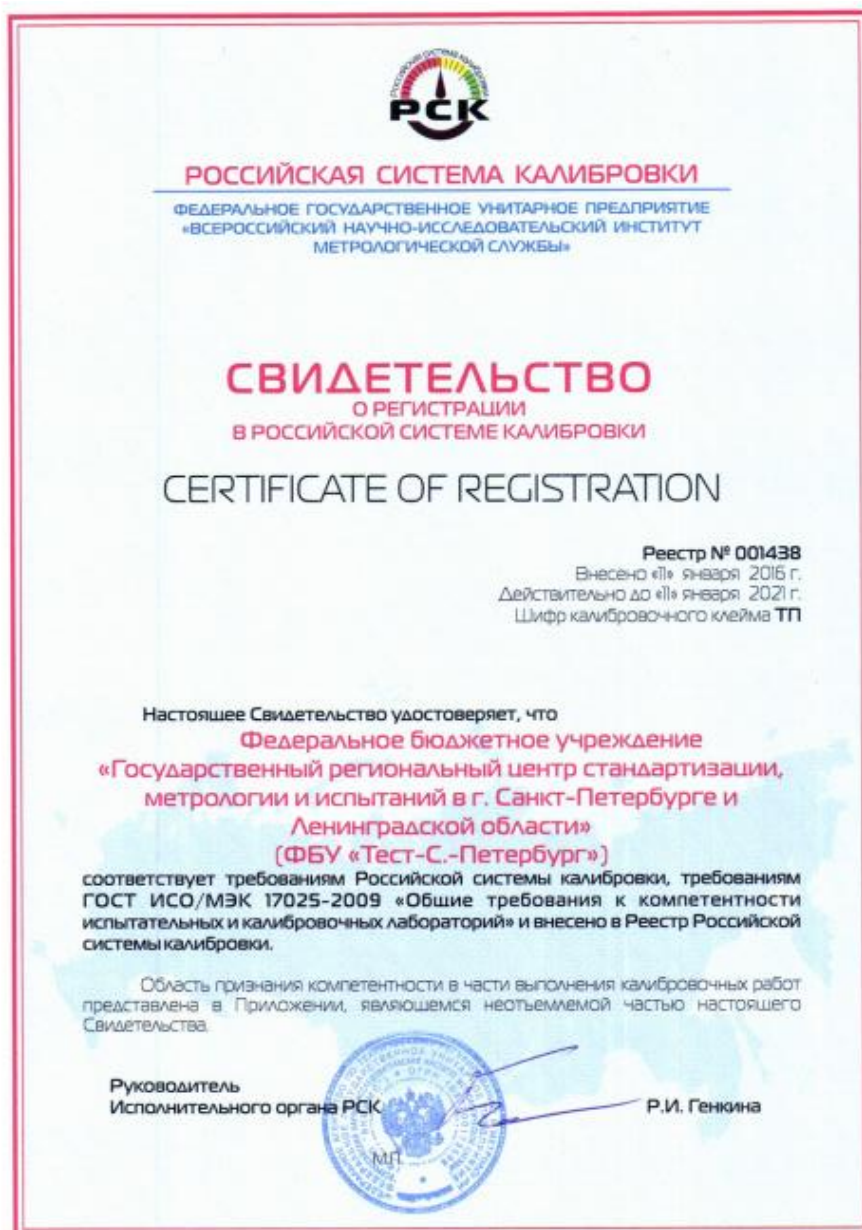 Российская система калибровки
РСК
РОССИЙСКАЯ СИСТЕМА КАЛИБРОВКИ
ФЕДЕРАЛЬНОЕ ГОСУДАРСТВЕННОЕ УНИТАРНОЕ ПРЕДПРИЯТИЕ
«ВСЕРОССИЙСКИЙ НАУЧНО-ИССЛЕДОВАТЕЛЬСКИЙ ИНСТИТУТ
МЕТРОЛОГИЧЕСКОЙ СЛУЖБЫ»
СВИДЕТЕЛЬСТВО
О РЕГИСТРАЦИИ
В РОССИЙСКОЙ СИСТЕМЕ КАЛИБРОВКИ
CERTIFICATE OF REGISTRATION
Реестр № 001438
Внесено «11» января 2016 г.
Действительно до «11» января 2021 г.
Шифр калибровочного клейма ТП
Настоящее Свидетельство удостоверяет, что
Федеральное бюджетное учреждение
«Государственный региональный центр стандартизации,
метрологии и испытаний в г. Санкт-Петербурге и
Ленинградской области»
(ФБУ «Тест-С.-Петербург»)
соответствует требованиям Российской системы калибровки, требованиям
ГОСТ ИСО/МЭК 17025-2009 «Общие требования к компетентности
испытательных и калибровочных лабораторий» и внесено в Реестр Российской
системы калибровки.
Область признания компетентности в части выполнения калибровочных работ
представлена в Приложении, являющемся неотъемлемой частью настоящего
Свидетельства.
Руководитель
Исполнительного органа РСК
Р.И. Генкина
М.П.